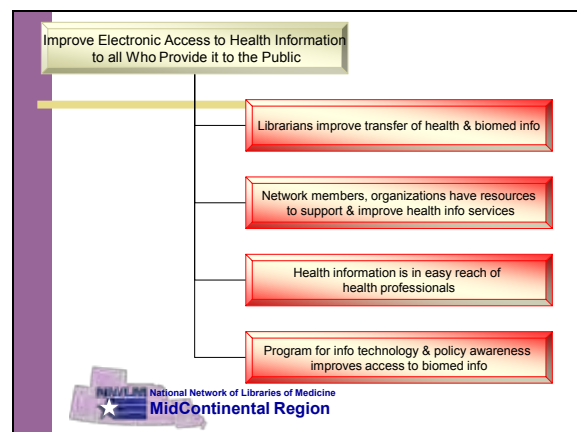 Improve Electronic Access to Health Information
to all Who Provide it to the Public
Librarians improve transfer of health & biomed info
Network members, organizations have resources
to support & improve health info services
Health information is in easy reach of
health professionals
Program for info technology & policy awareness
improves access to biomed info
National Network of Libraries of Medicine
MidContinental Region